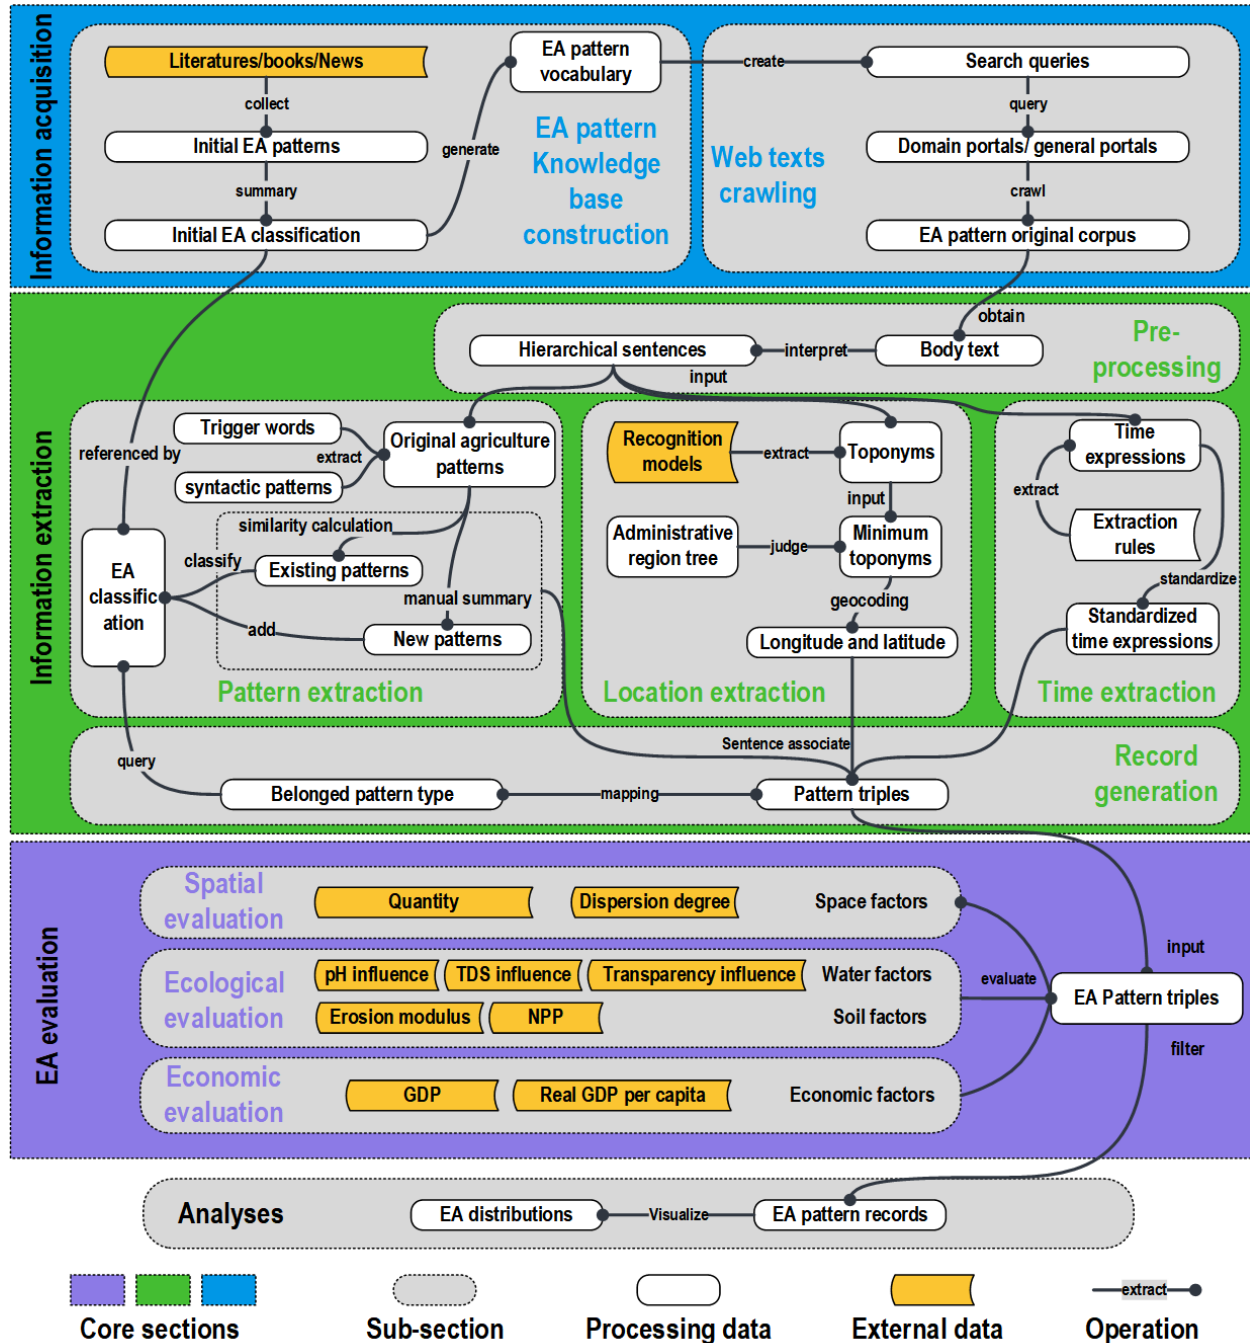 Information acquisition
Literatures/books/News
collect
Initial EA patterns
summary
Initial EA classification
generate
EA pattern
vocabulary
EA pattern
Knowledge
base
construction
create
Search queries
query
Domain portals/ general portals
crawl
EA pattern original corpus
Web texts
crawling
Information extraction
obtain
Hierarchical sentences
interpret
Body text
Pre-
processing
input
referenced by
Trigger words
extract
syntactic patterns
Original agriculture
patterns
similarity calculation
classify
Existing patterns
manual summary
add
New patterns
EA
classific
ation
Pattern extraction
Recognition
models
extract
Toponyms
input
Administrative
region tree
judge
Minimum
toponyms
geocoding
Longitude and latitude
Location extraction
Time
expressions
extract
Extraction
rules
standardize
Standardized
time expressions
Time extraction
query
Sentence associate
Belonged pattern type
mapping
Pattern triples
Record
generation
EA evaluation
Spatial
evaluation
Quantity
Dispersion degree
Space factors
Ecological
evaluation
pH influence
TDS influence
Transparency influence
Water factors
Erosion modulus
NPP
Soil factors
Economic
evaluation
GDP
Real GDP per capita
Economic factors
evaluate
input
EA Pattern triples
filter
Analyses
EA distributions
Visualize
EA pattern records
Core sections
Sub-section
Processing data
External data
extract
Operation